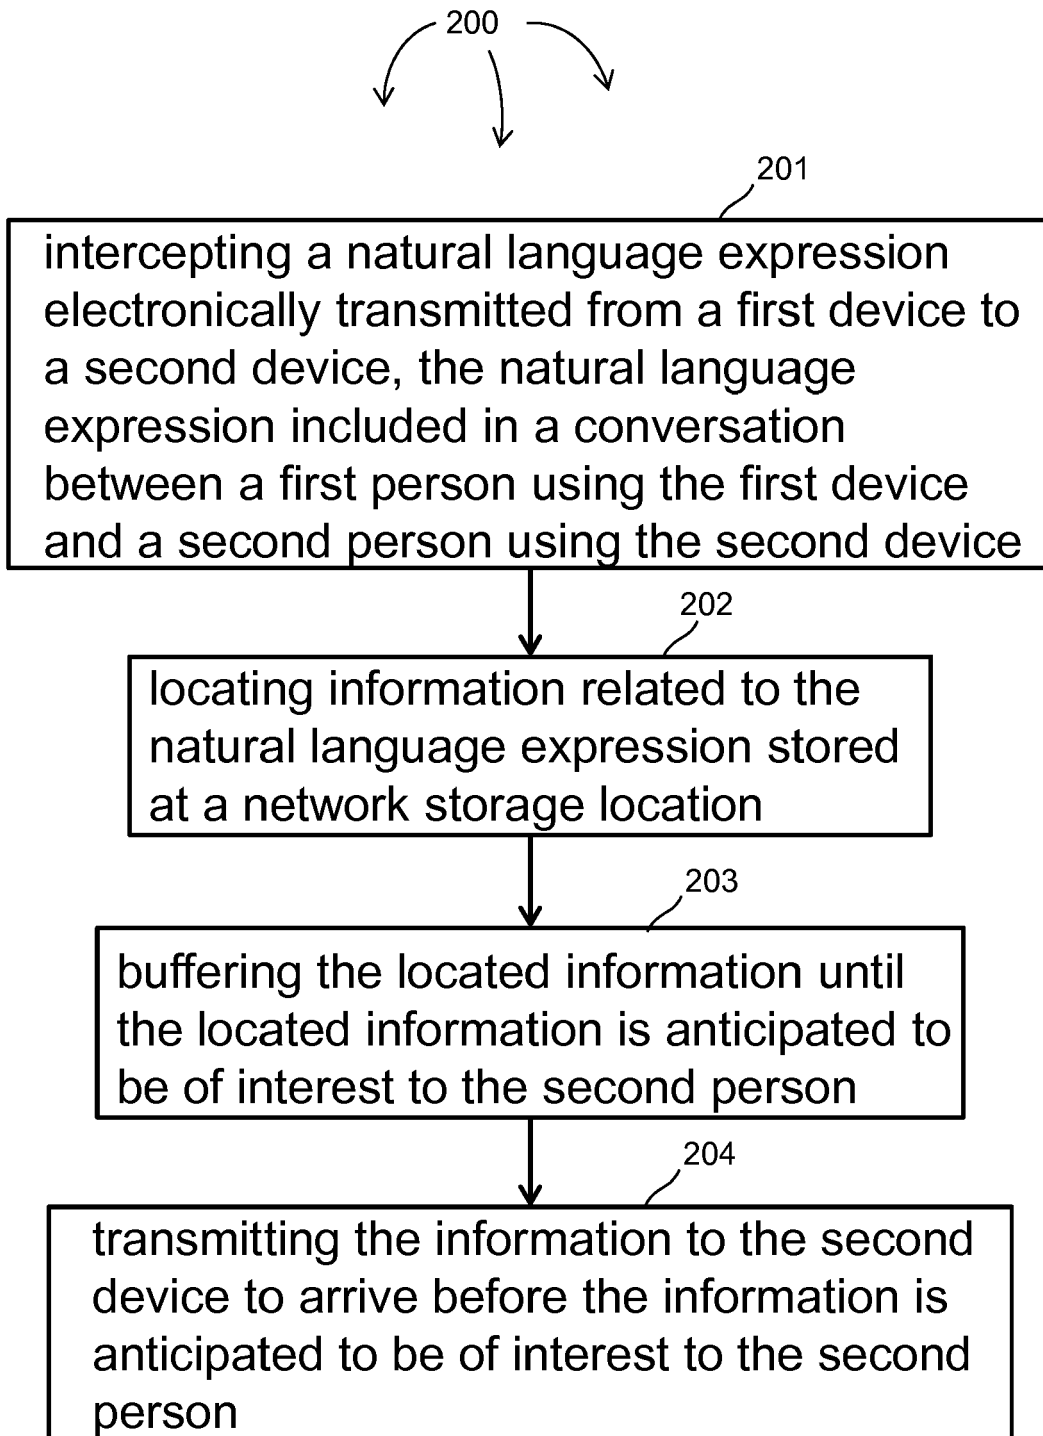 200
201
intercepting a natural language expression
electronically transmitted from a first device to
a second device, the natural language
expression included in a conversation
between a first person using the first device
and a second person using the second device
202
locating information related to the
natural language expression stored
at a network storage location
203
buffering the located information until
the located information is anticipated to
be of interest to the second person
204
transmitting the information to the second
device to arrive before the information is
anticipated to be of interest to the second
person